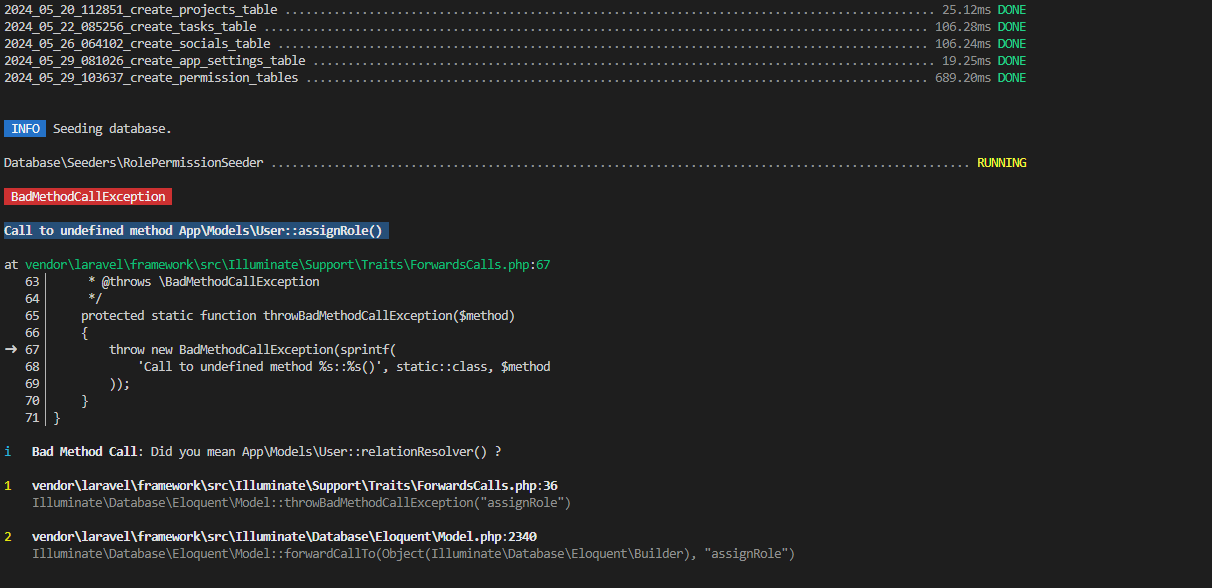 2024_05_20_112851_create_projects_table ............................................................................................. 25.12ms DONE
2024_05_22_085256_create_tasks_table ............................................................................................... 106.28ms DONE
2024_05_26_064102_create_socials_table ............................................................................................. 106.24ms DONE
2024_05_29_081026_create_app_settings_table ......................................................................................... 19.25ms DONE
2024_05_29_103637_create_permission_tables ......................................................................................... 689.20ms DONE
INFO Seeding database.
Database\Seeders\RolePermissionSeeder .................................................................................................... RUNNING
BadMethodCallException
Call to undefined method App\Models\User::assignRole()
at vendor\laravel\framework\src\Illuminate\Support\Traits\ForwardsCalls.php:67
63 * @throws \BadMethodCallException
64 */
65 protected static function throwBadMethodCallException($method)
66 {
➜ 67 throw new BadMethodCallException(sprintf(
68 'Call to undefined method %s::%s()', static::class, $method
69 ));
70 }
71 }
i Bad Method Call: Did you mean App\Models\User::relationResolver() ?
1 vendor\laravel\framework\src\Illuminate\Support\Traits\ForwardsCalls.php:36
Illuminate\Database\Eloquent\Model::throwBadMethodCallException("assignRole")
2 vendor\laravel\framework\src\Illuminate\Database\Eloquent\Model.php:2340
Illuminate\Database\Eloquent\Model::forwardCallTo(Object(Illuminate\Database\Eloquent\Builder), "assignRole")